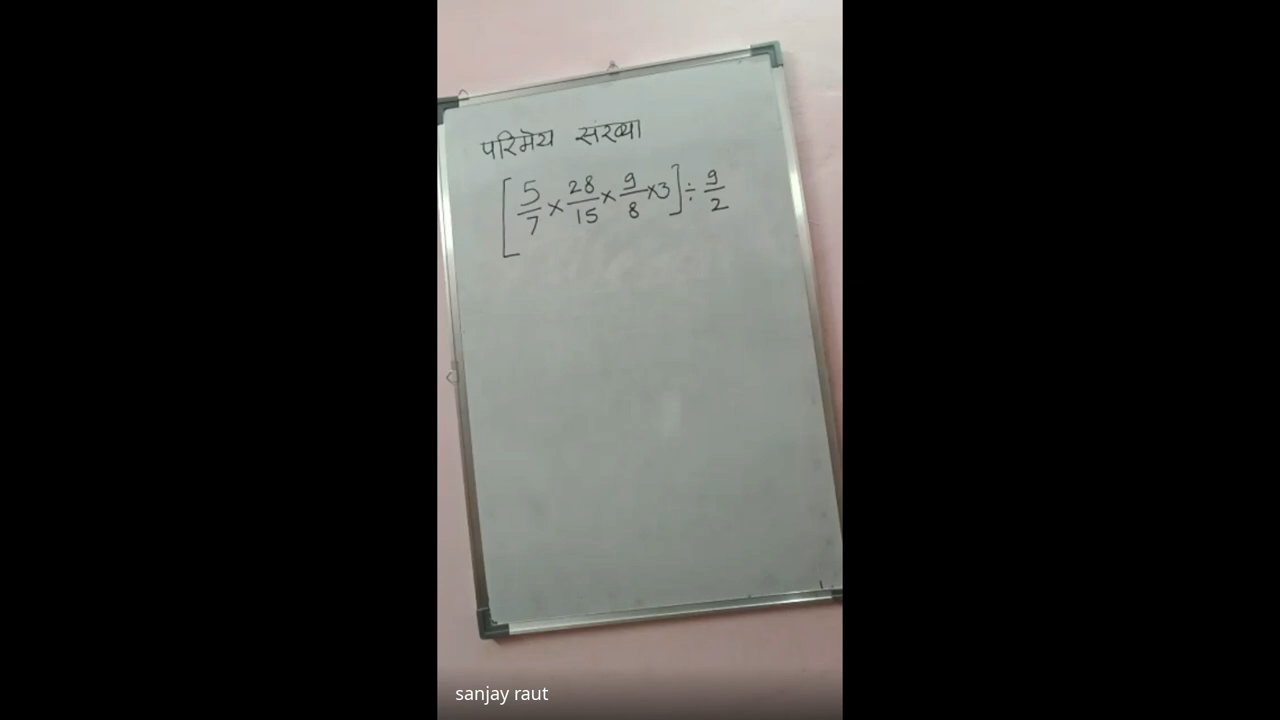 परिमेय संख्या
[5/7 × 28/15 × 9/8 × 3] ÷ 9/2
sanjay raut